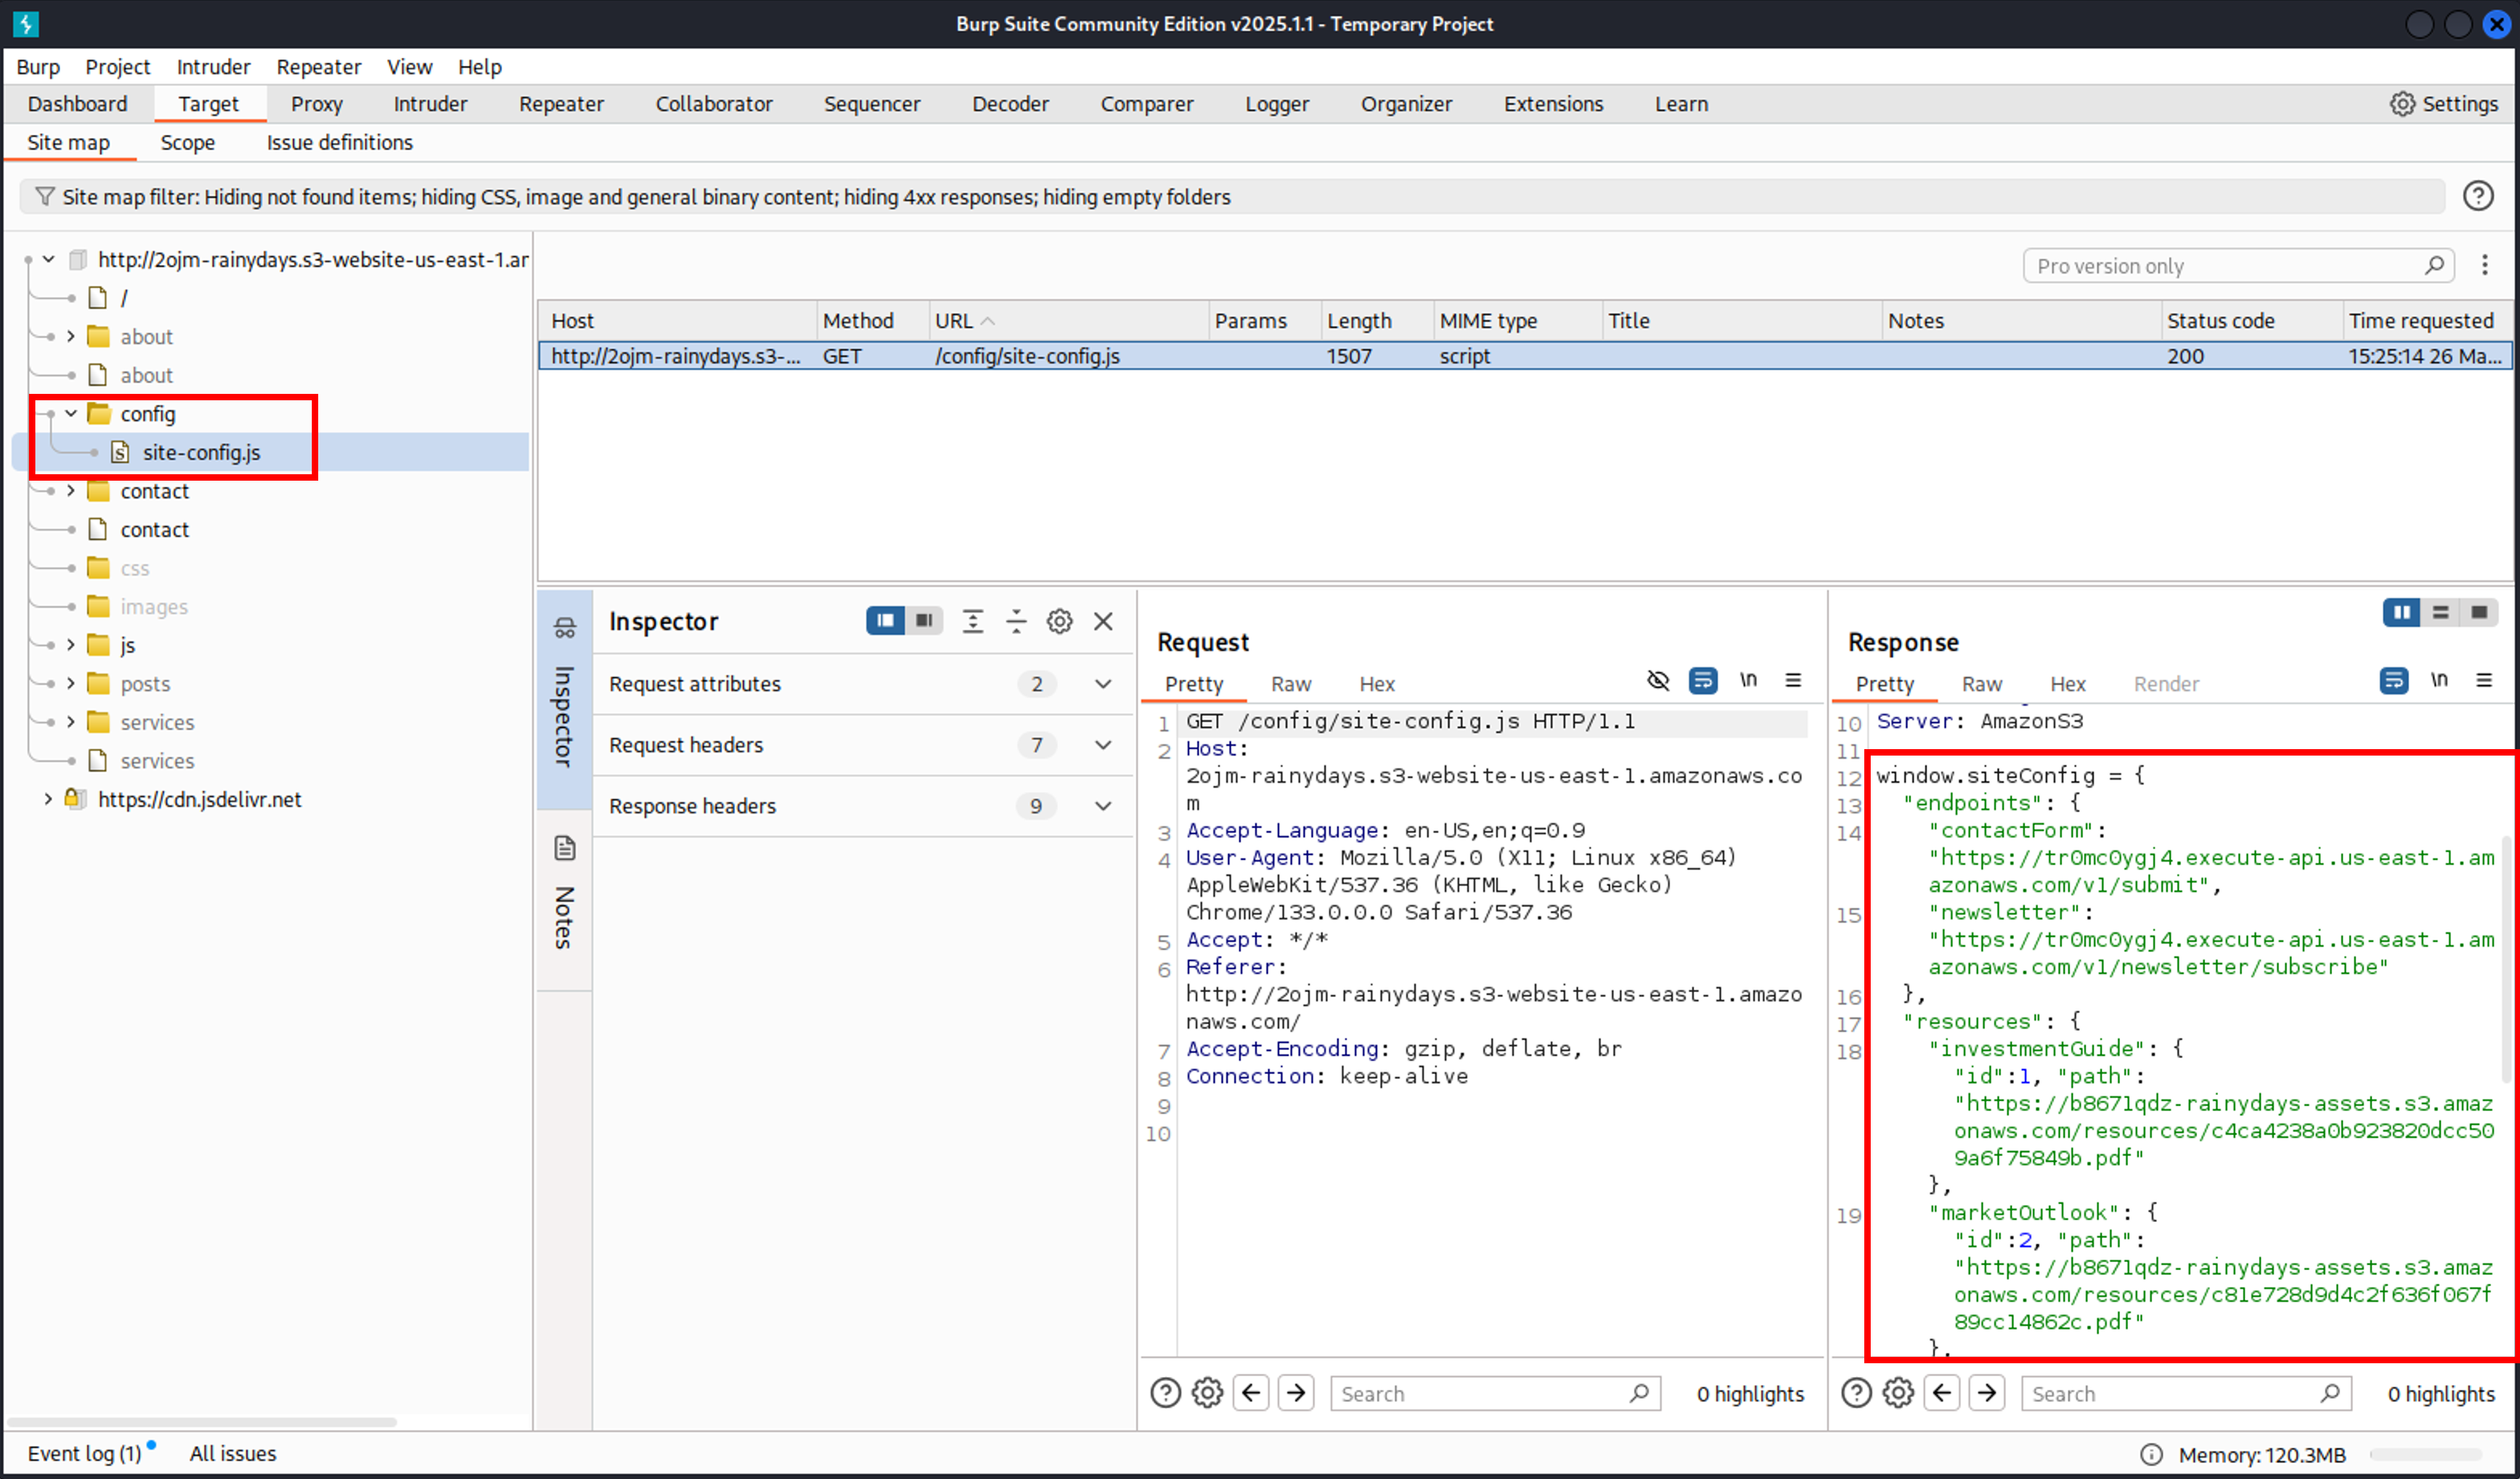 Burp Suite Community Edition v2025.1.1 - Temporary Project
Burp Project Intruder Repeater View Help
Dashboard Target Proxy Intruder Repeater Collaborator Sequencer Decoder Comparer Logger Organizer Extensions Learn Settings
Site map Scope Issue definitions
Site map filter: Hiding not found items; hiding CSS, image and general binary content; hiding 4xx responses; hiding empty folders
http://2ojm-rainydays.s3-website-us-east-1.ar
/
about
about
config
site-config.js
contact
contact
css
images
js
posts
services
services
https://cdn.jsdelivr.net
Pro version only
Host Method URL Params Length MIME type Title Notes Status code Time requested
http://2ojm-rainydays.s3-... GET /config/site-config.js 1507 script 200 15:25:14 26 Ma...
Inspector
Notes
Inspector
Request attributes 2
Request headers 7
Response headers 9
Request
Pretty Raw Hex \n
1 GET /config/site-config.js HTTP/1.1
2 Host:
2ojm-rainydays.s3-website-us-east-1.amazonaws.co
m
3 Accept-Language: en-US,en;q=0.9
4 User-Agent: Mozilla/5.0 (X11; Linux x86_64)
AppleWebKit/537.36 (KHTML, like Gecko)
Chrome/133.0.0.0 Safari/537.36
5 Accept: */*
6 Referer:
http://2ojm-rainydays.s3-website-us-east-1.amazo
naws.com/
7 Accept-Encoding: gzip, deflate, br
8 Connection: keep-alive
9
10
Search 0 highlights
Response
Pretty Raw Hex Render \n
10 Server: AmazonS3
11
12 window.siteConfig = {
13 "endpoints": {
14 "contactForm":
"https://tr0mc0ygj4.execute-api.us-east-1.am
azonaws.com/v1/submit",
15 "newsletter":
"https://tr0mc0ygj4.execute-api.us-east-1.am
azonaws.com/v1/newsletter/subscribe"
16 },
17 "resources": {
18 "investmentGuide": {
"id":1, "path":
"https://b8671qdz-rainydays-assets.s3.amaz
onaws.com/resources/c4ca4238a0b923820dcc50
9a6f75849b.pdf"
},
19 "marketOutlook": {
"id":2, "path":
"https://b8671qdz-rainydays-assets.s3.amaz
onaws.com/resources/c81e728d9d4c2f636f067f
89cc14862c.pdf"
},
Search 0 highlights
Event log (1) All issues Memory: 120.3MB